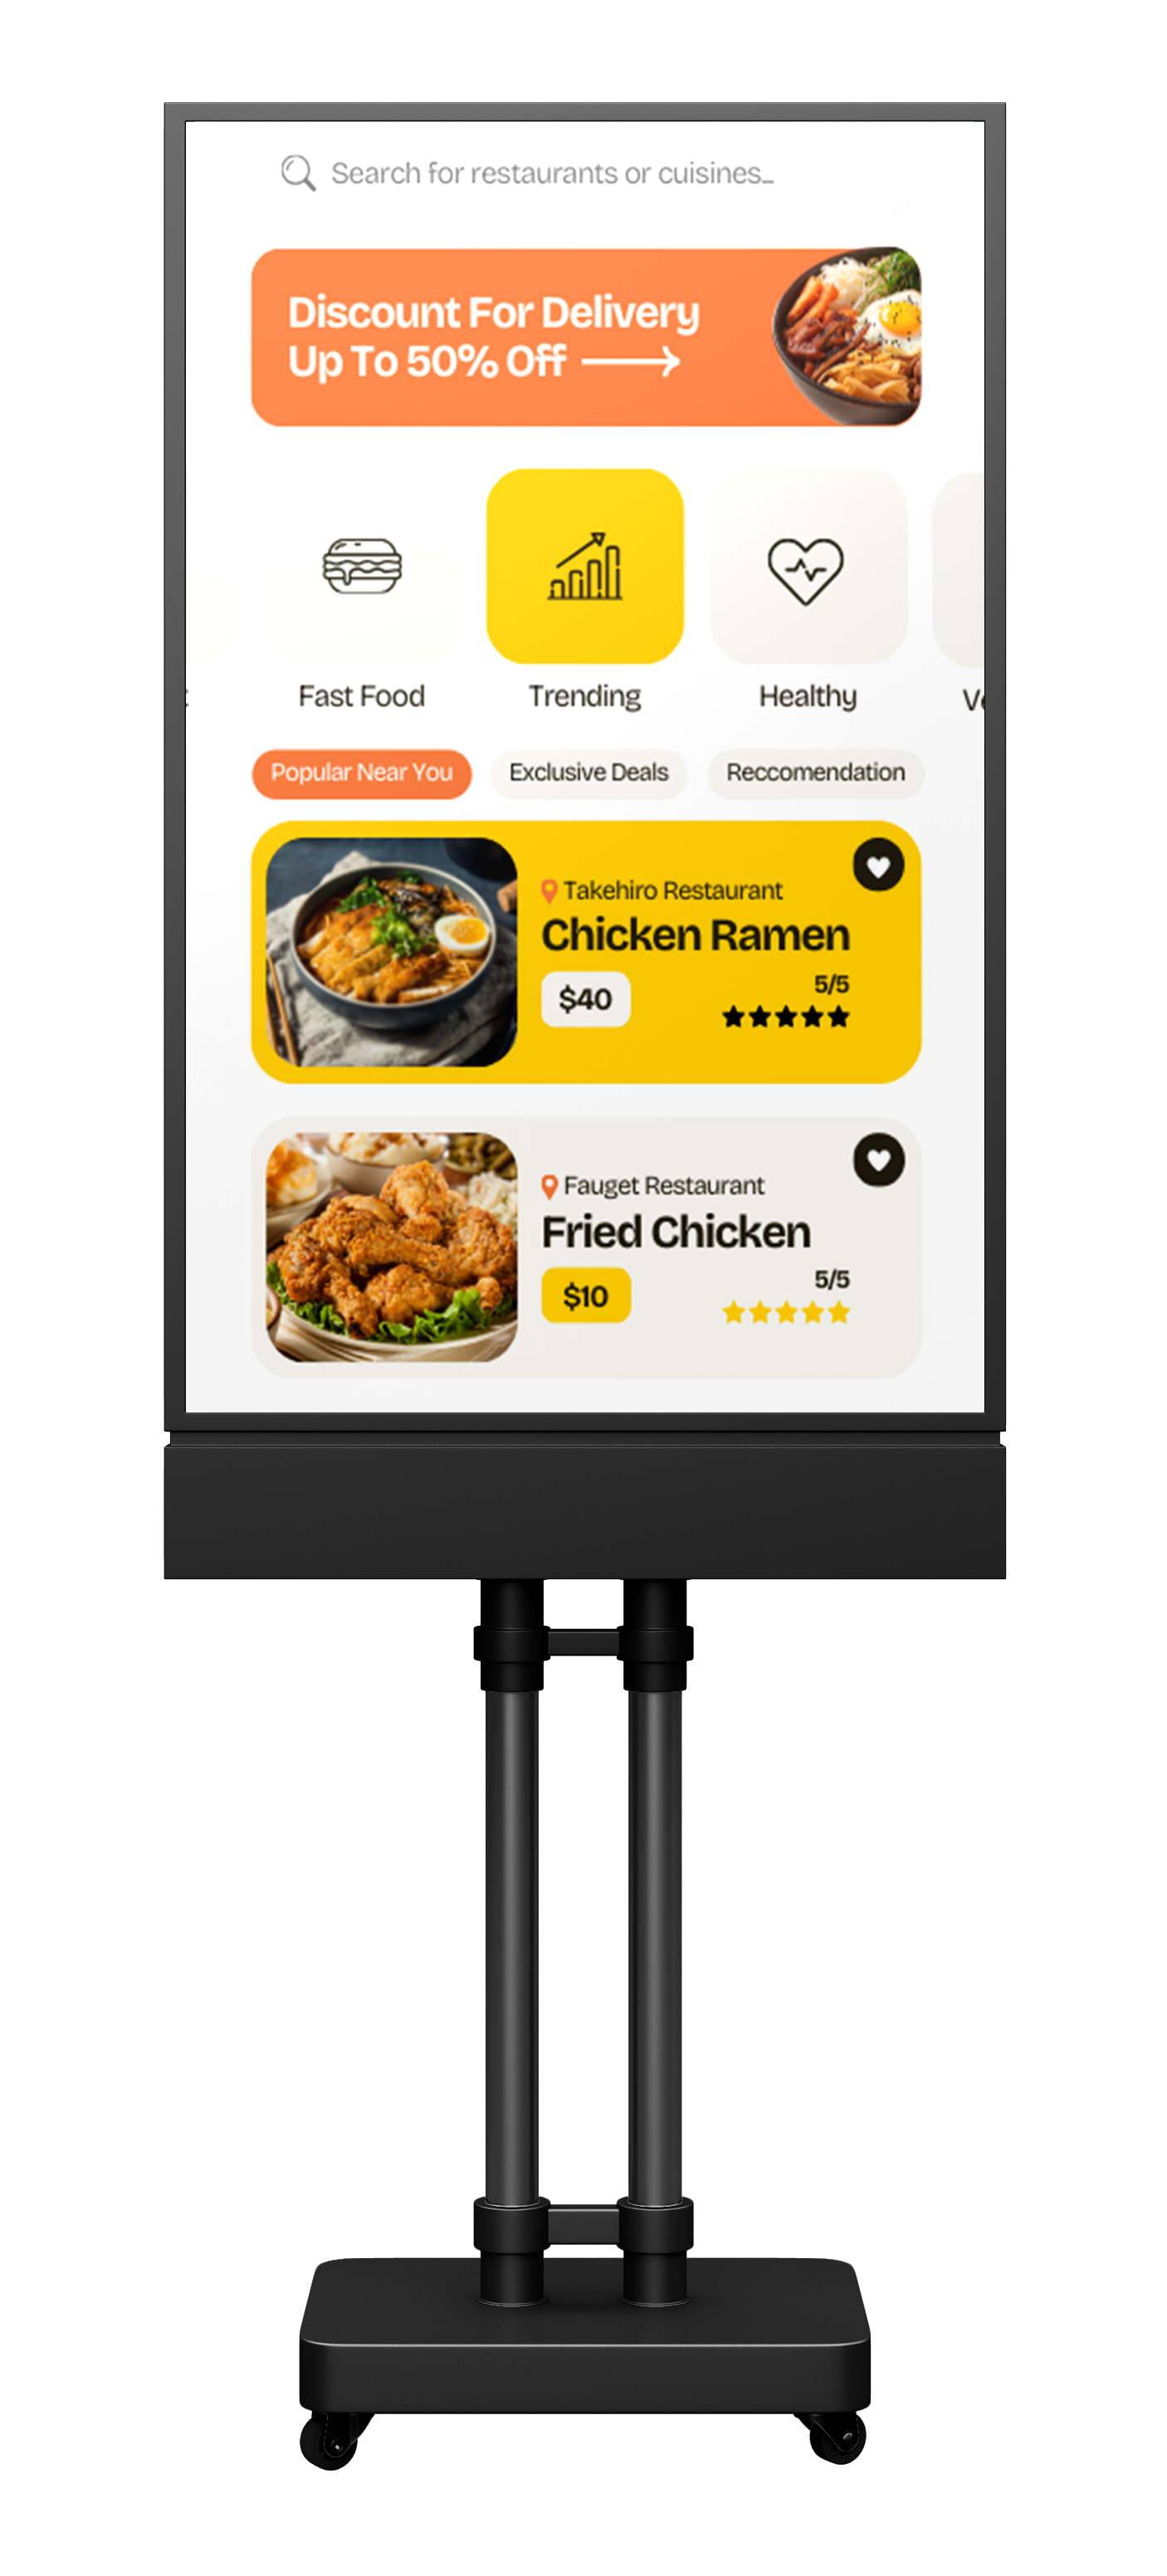 Search for restaurants or cuisines...
Discount For Delivery
Up To 50% Off
Fast Food
Trending
Healthy
Popular Near You
Exclusive Deals
Reccomendation
Takehiro Restaurant
Chicken Ramen
$40
5/5
Fauget Restaurant
Fried Chicken
$10
5/5